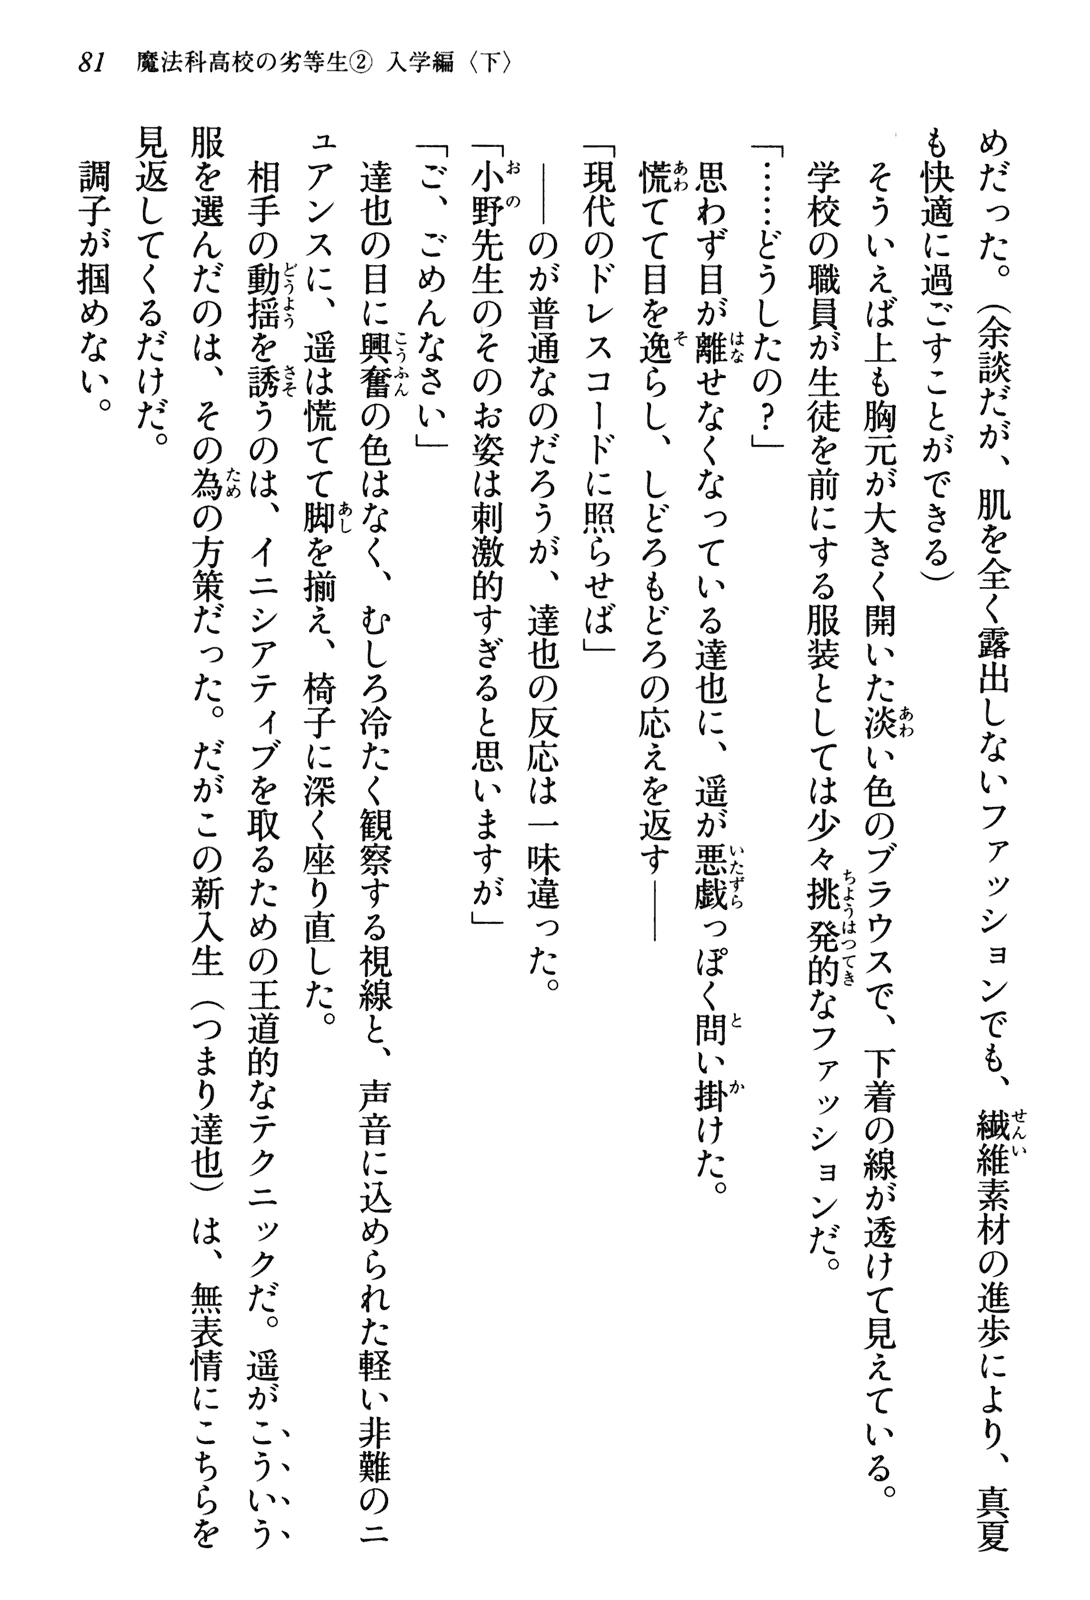 81　魔法科高校の劣等生② 入学編〈下〉
めだった。（余談だが、肌を全く露出しないファッションでも、繊維素材の進歩により、真夏
も快適に過ごすことができる）
　そういえば上も胸元が大きく開いた淡い色のブラウスで、下着の線が透けて見えている。
　学校の職員が生徒を前にする服装としては少々挑発的なファッションだ。
「……どうしたの？」
　思わず目が離せなくなっている達也に、遥が悪戯っぽく問い掛けた。
　慌てて目を逸らし、しどろもどろの応えを返す――
「現代のドレスコードに照らせば」
　――のが普通なのだろうが、達也の反応は一味違った。
「小野先生のそのお姿は刺激的すぎると思いますが」
「ご、ごめんなさい」
　達也の目に興奮の色はなく、むしろ冷たく観察する視線と、声音に込められた軽い非難のニ
ュアンスに、遥は慌てて脚を揃え、椅子に深く座り直した。
　相手の動揺を誘うのは、イニシアティブを取るための王道的なテクニックだ。遥がこういう
服を選んだのは、その為の方策だった。だがこの新入生（つまり達也）は、無表情にこちらを
見返してくるだけだ。
　調子が掴めない。